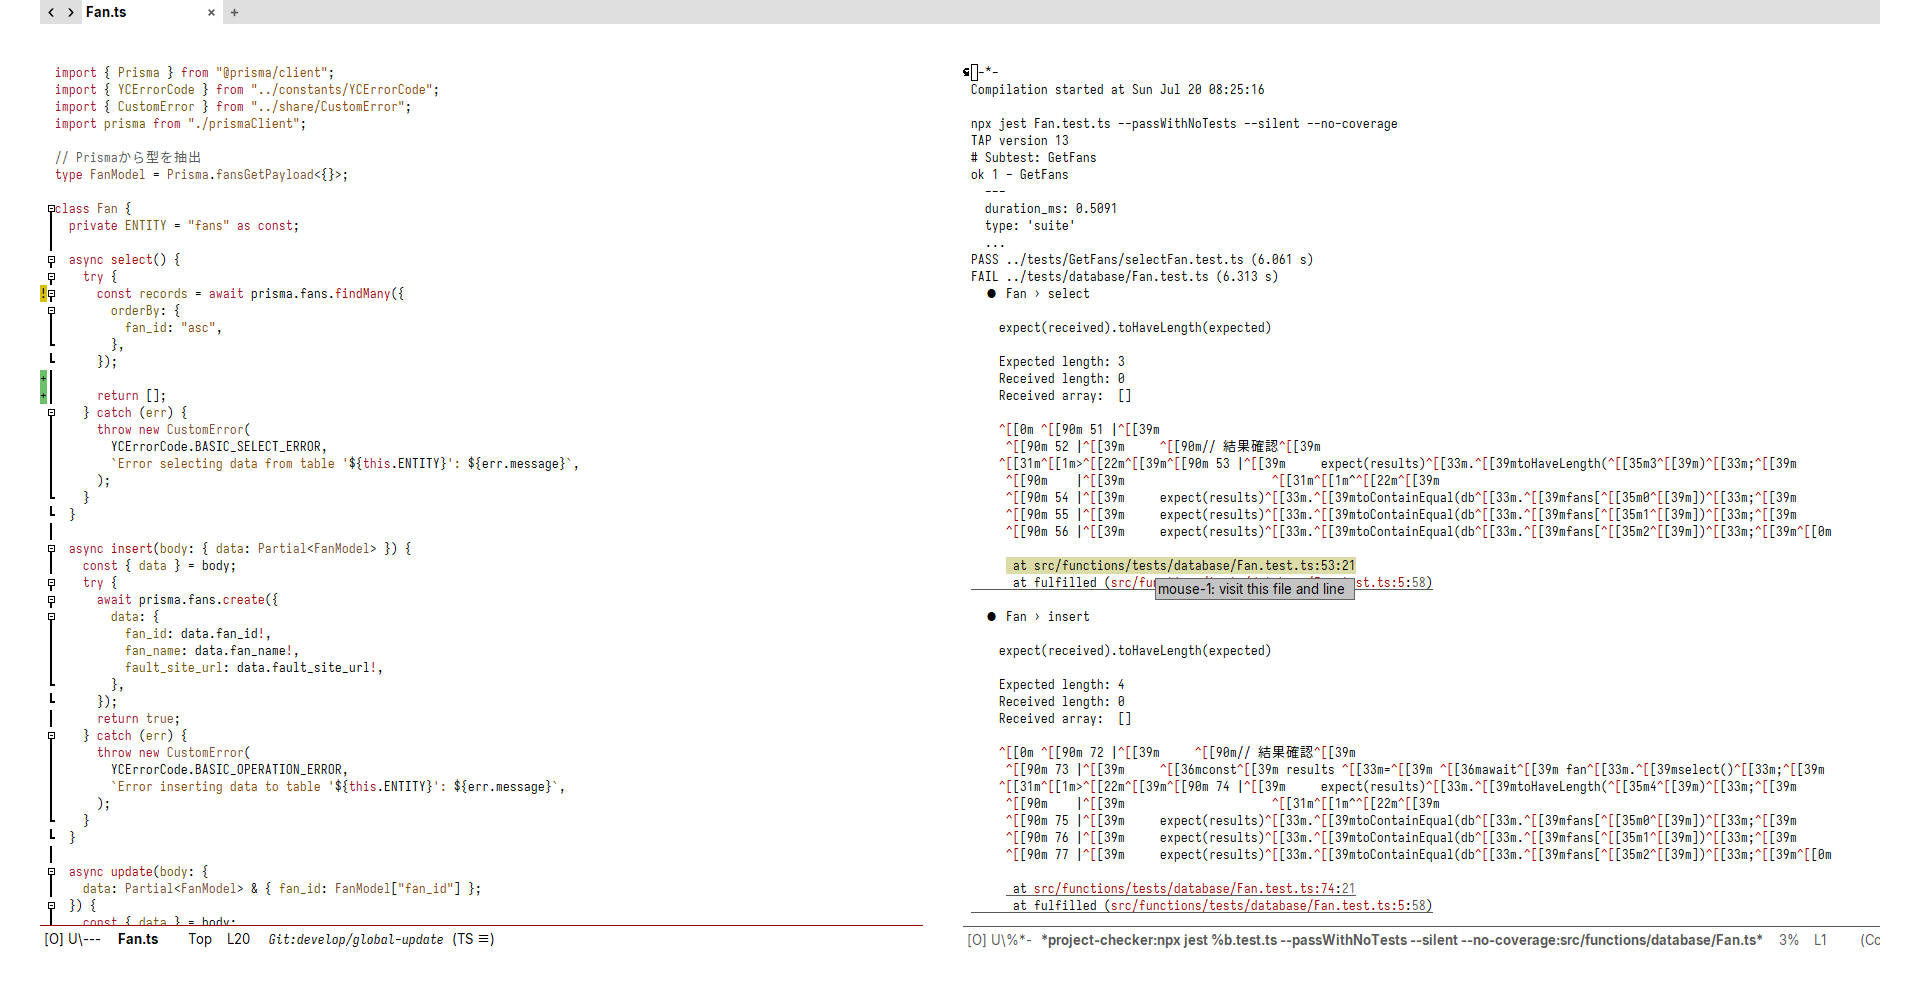 Fan.ts
import { Prisma } from "@prisma/client";
import { YCErrorCode } from "../constants/YCErrorCode";
import { CustomError } from "../share/CustomError";
import prisma from "./prismaClient";
// Prismaから型を抽出
type FanModel = Prisma.fansGetPayload<{}>;
class Fan {
private ENTITY = "fans" as const;
async select() {
try {
! const records = await prisma.fans.findMany({
orderBy: {
fan_id: "asc",
},
});
+
+ return [];
} catch (err) {
throw new CustomError(
YCErrorCode.BASIC_SELECT_ERROR,
`Error selecting data from table '${this.ENTITY}': ${err.message}`,
);
}
}
async insert(body: { data: Partial<FanModel> }) {
const { data } = body;
try {
await prisma.fans.create({
data: {
fan_id: data.fan_id!,
fan_name: data.fan_name!,
fault_site_url: data.fault_site_url!,
},
});
return true;
} catch (err) {
throw new CustomError(
YCErrorCode.BASIC_OPERATION_ERROR,
`Error inserting data to table '${this.ENTITY}': ${err.message}`,
);
}
}
async update(body: {
data: Partial<FanModel> & { fan_id: FanModel["fan_id"] };
}) {
const { data } = body;
[O] U\--- Fan.ts Top L20 Git:develop/global-update (TS ≡)
-*-
Compilation started at Sun Jul 20 08:25:16
npx jest Fan.test.ts --passWithNoTests --silent --no-coverage
TAP version 13
# Subtest: GetFans
ok 1 - GetFans
---
duration_ms: 0.5091
type: 'suite'
...
PASS ../tests/GetFans/selectFan.test.ts (6.061 s)
FAIL ../tests/database/Fan.test.ts (6.313 s)
● Fan › select
expect(received).toHaveLength(expected)
Expected length: 3
Received length: 0
Received array:  []
^[[0m ^[[90m 51 |^[[39m
^[[90m 52 |^[[39m     ^[[90m// 結果確認^[[39m
^[[31m^[[1m>^[[22m^[[39m^[[90m 53 |^[[39m     expect(results)^[[33m.^[[39mtoHaveLength(^[[35m3^[[39m)^[[33m;^[[39m
^[[90m    |^[[39m                     ^[[31m^[[1m^^[[22m^[[39m
^[[90m 54 |^[[39m     expect(results)^[[33m.^[[39mtoContainEqual(db^[[33m.^[[39mfans[^[[35m0^[[39m])^[[33m;^[[39m
^[[90m 55 |^[[39m     expect(results)^[[33m.^[[39mtoContainEqual(db^[[33m.^[[39mfans[^[[35m1^[[39m])^[[33m;^[[39m
^[[90m 56 |^[[39m     expect(results)^[[33m.^[[39mtoContainEqual(db^[[33m.^[[39mfans[^[[35m2^[[39m])^[[33m;^[[39m^[[0m
at src/functions/tests/database/Fan.test.ts:53:21
at fulfilled (src/fu st.ts:5:58)
mouse-1: visit this file and line
● Fan › insert
expect(received).toHaveLength(expected)
Expected length: 4
Received length: 0
Received array:  []
^[[0m ^[[90m 72 |^[[39m     ^[[90m// 結果確認^[[39m
^[[90m 73 |^[[39m     ^[[36mconst^[[39m results ^[[33m=^[[39m ^[[36mawait^[[39m fan^[[33m.^[[39mselect()^[[33m;^[[39m
^[[31m^[[1m>^[[22m^[[39m^[[90m 74 |^[[39m     expect(results)^[[33m.^[[39mtoHaveLength(^[[35m4^[[39m)^[[33m;^[[39m
^[[90m    |^[[39m                     ^[[31m^[[1m^^[[22m^[[39m
^[[90m 75 |^[[39m     expect(results)^[[33m.^[[39mtoContainEqual(db^[[33m.^[[39mfans[^[[35m0^[[39m])^[[33m;^[[39m
^[[90m 76 |^[[39m     expect(results)^[[33m.^[[39mtoContainEqual(db^[[33m.^[[39mfans[^[[35m1^[[39m])^[[33m;^[[39m
^[[90m 77 |^[[39m     expect(results)^[[33m.^[[39mtoContainEqual(db^[[33m.^[[39mfans[^[[35m2^[[39m])^[[33m;^[[39m^[[0m
at src/functions/tests/database/Fan.test.ts:74:21
at fulfilled (src/functions/tests/database/Fan.test.ts:5:58)
[O] U\%*- *project-checker:npx jest %b.test.ts --passWithNoTests --silent --no-coverage:src/functions/database/Fan.ts* 3% L1 (Cc